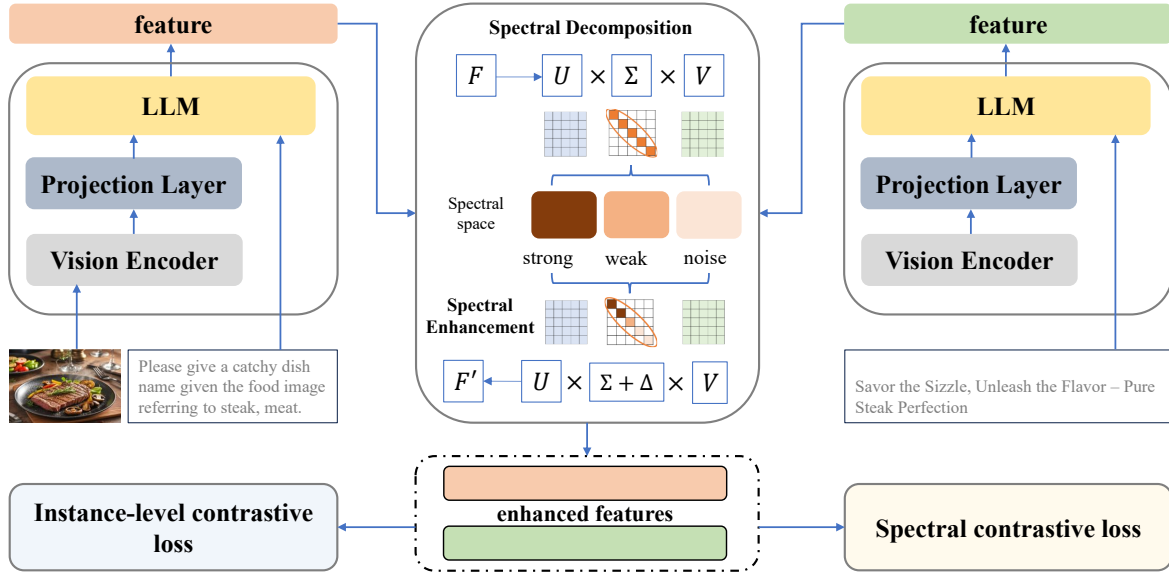 feature
LLM
Projection Layer
Vision Encoder
Please give a catchy dish
name given the food image
referring to steak, meat.
Spectral Decomposition
F U × Σ × V
Spectral
space
strong weak noise
Spectral
Enhancement
F′ U × Σ + Δ × V
feature
LLM
Projection Layer
Vision Encoder
Savor the Sizzle, Unleash the Flavor – Pure
Steak Perfection
Instance-level contrastive
loss
enhanced features
Spectral contrastive loss